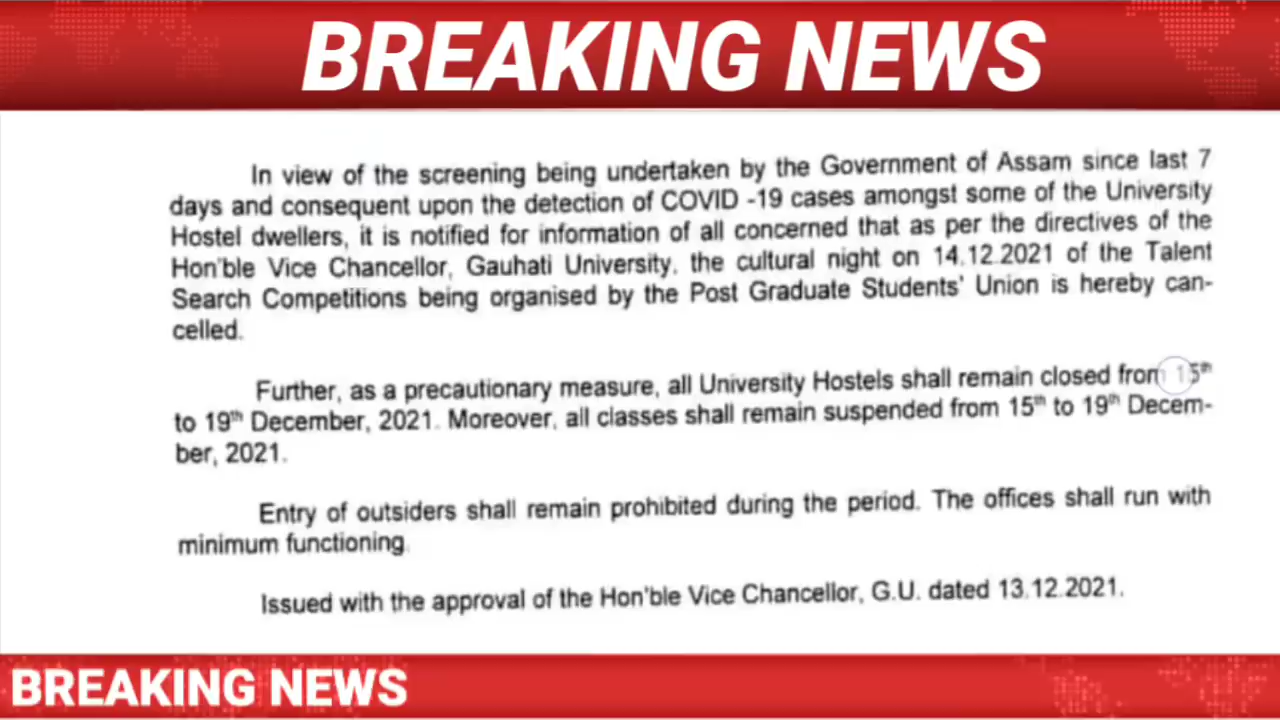 BREAKING NEWS
In view of the screening being undertaken by the Government of Assam since last 7
days and consequent upon the detection of COVID -19 cases amongst some of the University
Hostel dwellers, it is notified for information of all concerned that as per the directives of the
Hon'ble Vice Chancellor, Gauhati University, the cultural night on 14.12.2021 of the Talent
Search Competitions being organised by the Post Graduate Students' Union is hereby can-
celled.
Further, as a precautionary measure, all University Hostels shall remain closed from 15th
to 19th December, 2021. Moreover, all classes shall remain suspended from 15th to 19th Decem-
ber, 2021.
Entry of outsiders shall remain prohibited during the period. The offices shall run with
minimum functioning.
Issued with the approval of the Hon'ble Vice Chancellor, G.U. dated 13.12.2021.
BREAKING NEWS